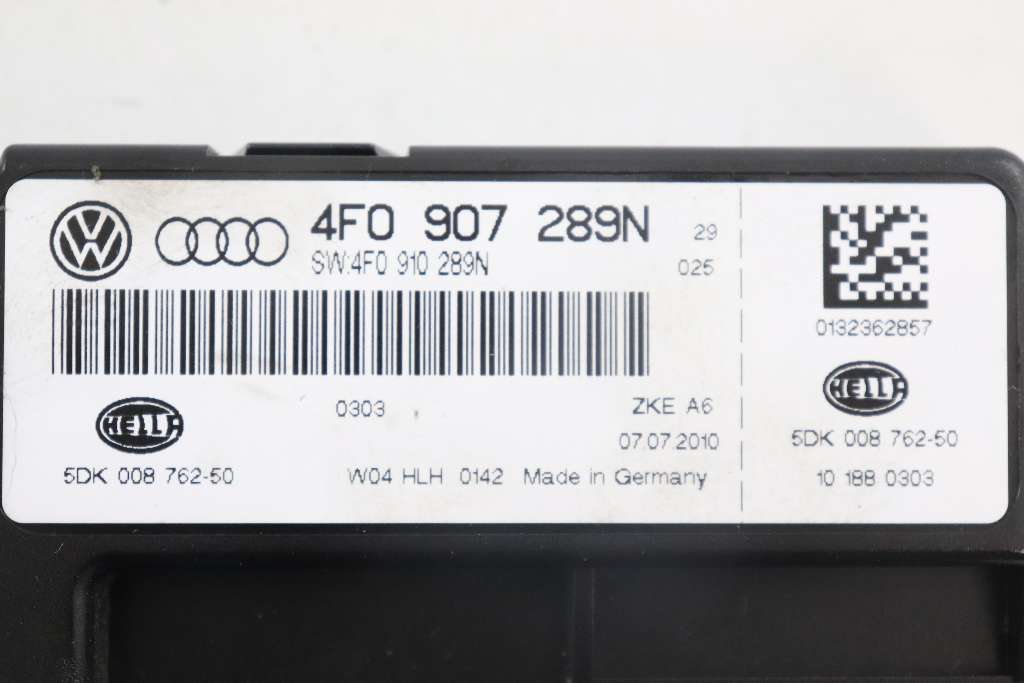 4F0 907 289N 29
SW:4F0 910 289N 025
0303 ZKE A6
07.07.2010
HELLA
5DK 008 762-50 W04 HLH 0142 Made in Germany
0132362857
HELLA
5DK 008 762-50
10 188 0303